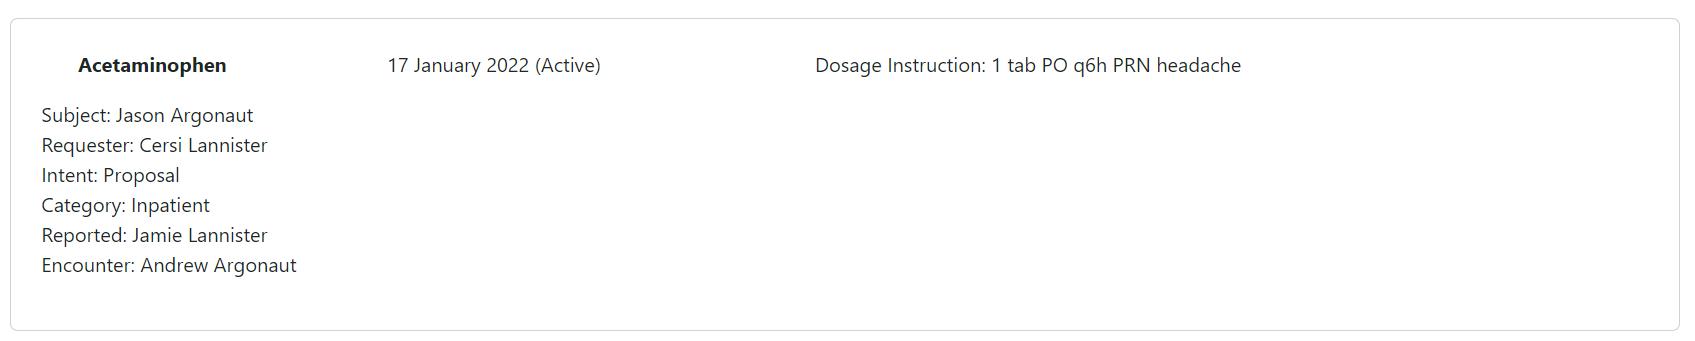 Acetaminophen 17 January 2022 (Active) Dosage Instruction: 1 tab PO q6h PRN headache
Subject: Jason Argonaut
Requester: Cersi Lannister
Intent: Proposal
Category: Inpatient
Reported: Jamie Lannister
Encounter: Andrew Argonaut